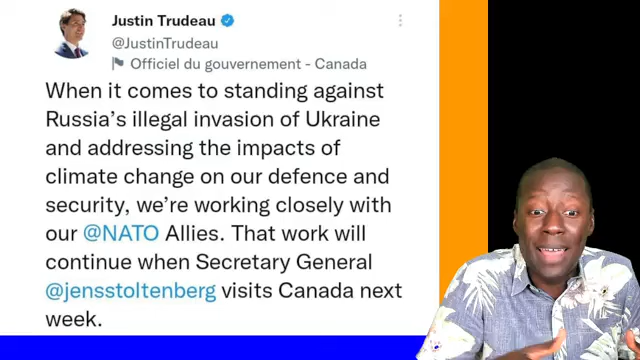 Justin Trudeau
@JustinTrudeau
Officiel du gouvernement - Canada
When it comes to standing against
Russia's illegal invasion of Ukraine
and addressing the impacts of
climate change on our defence and
security, we're working closely with
our @NATO Allies. That work will
continue when Secretary General
@jensstoltenberg visits Canada next
week.